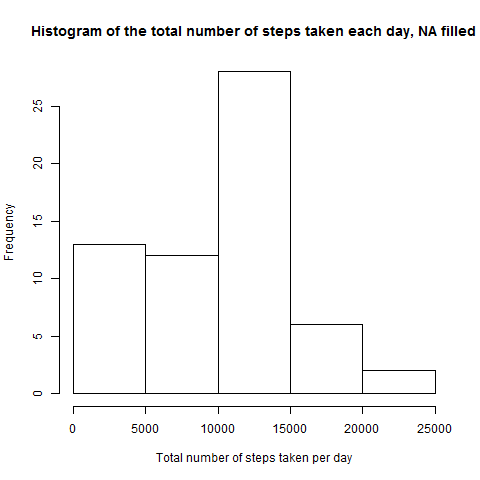 Histogram of the total number of steps taken each day, NA filled
Frequency
25
20
15
10
5
0
0 5000 10000 15000 20000 25000
Total number of steps taken per day